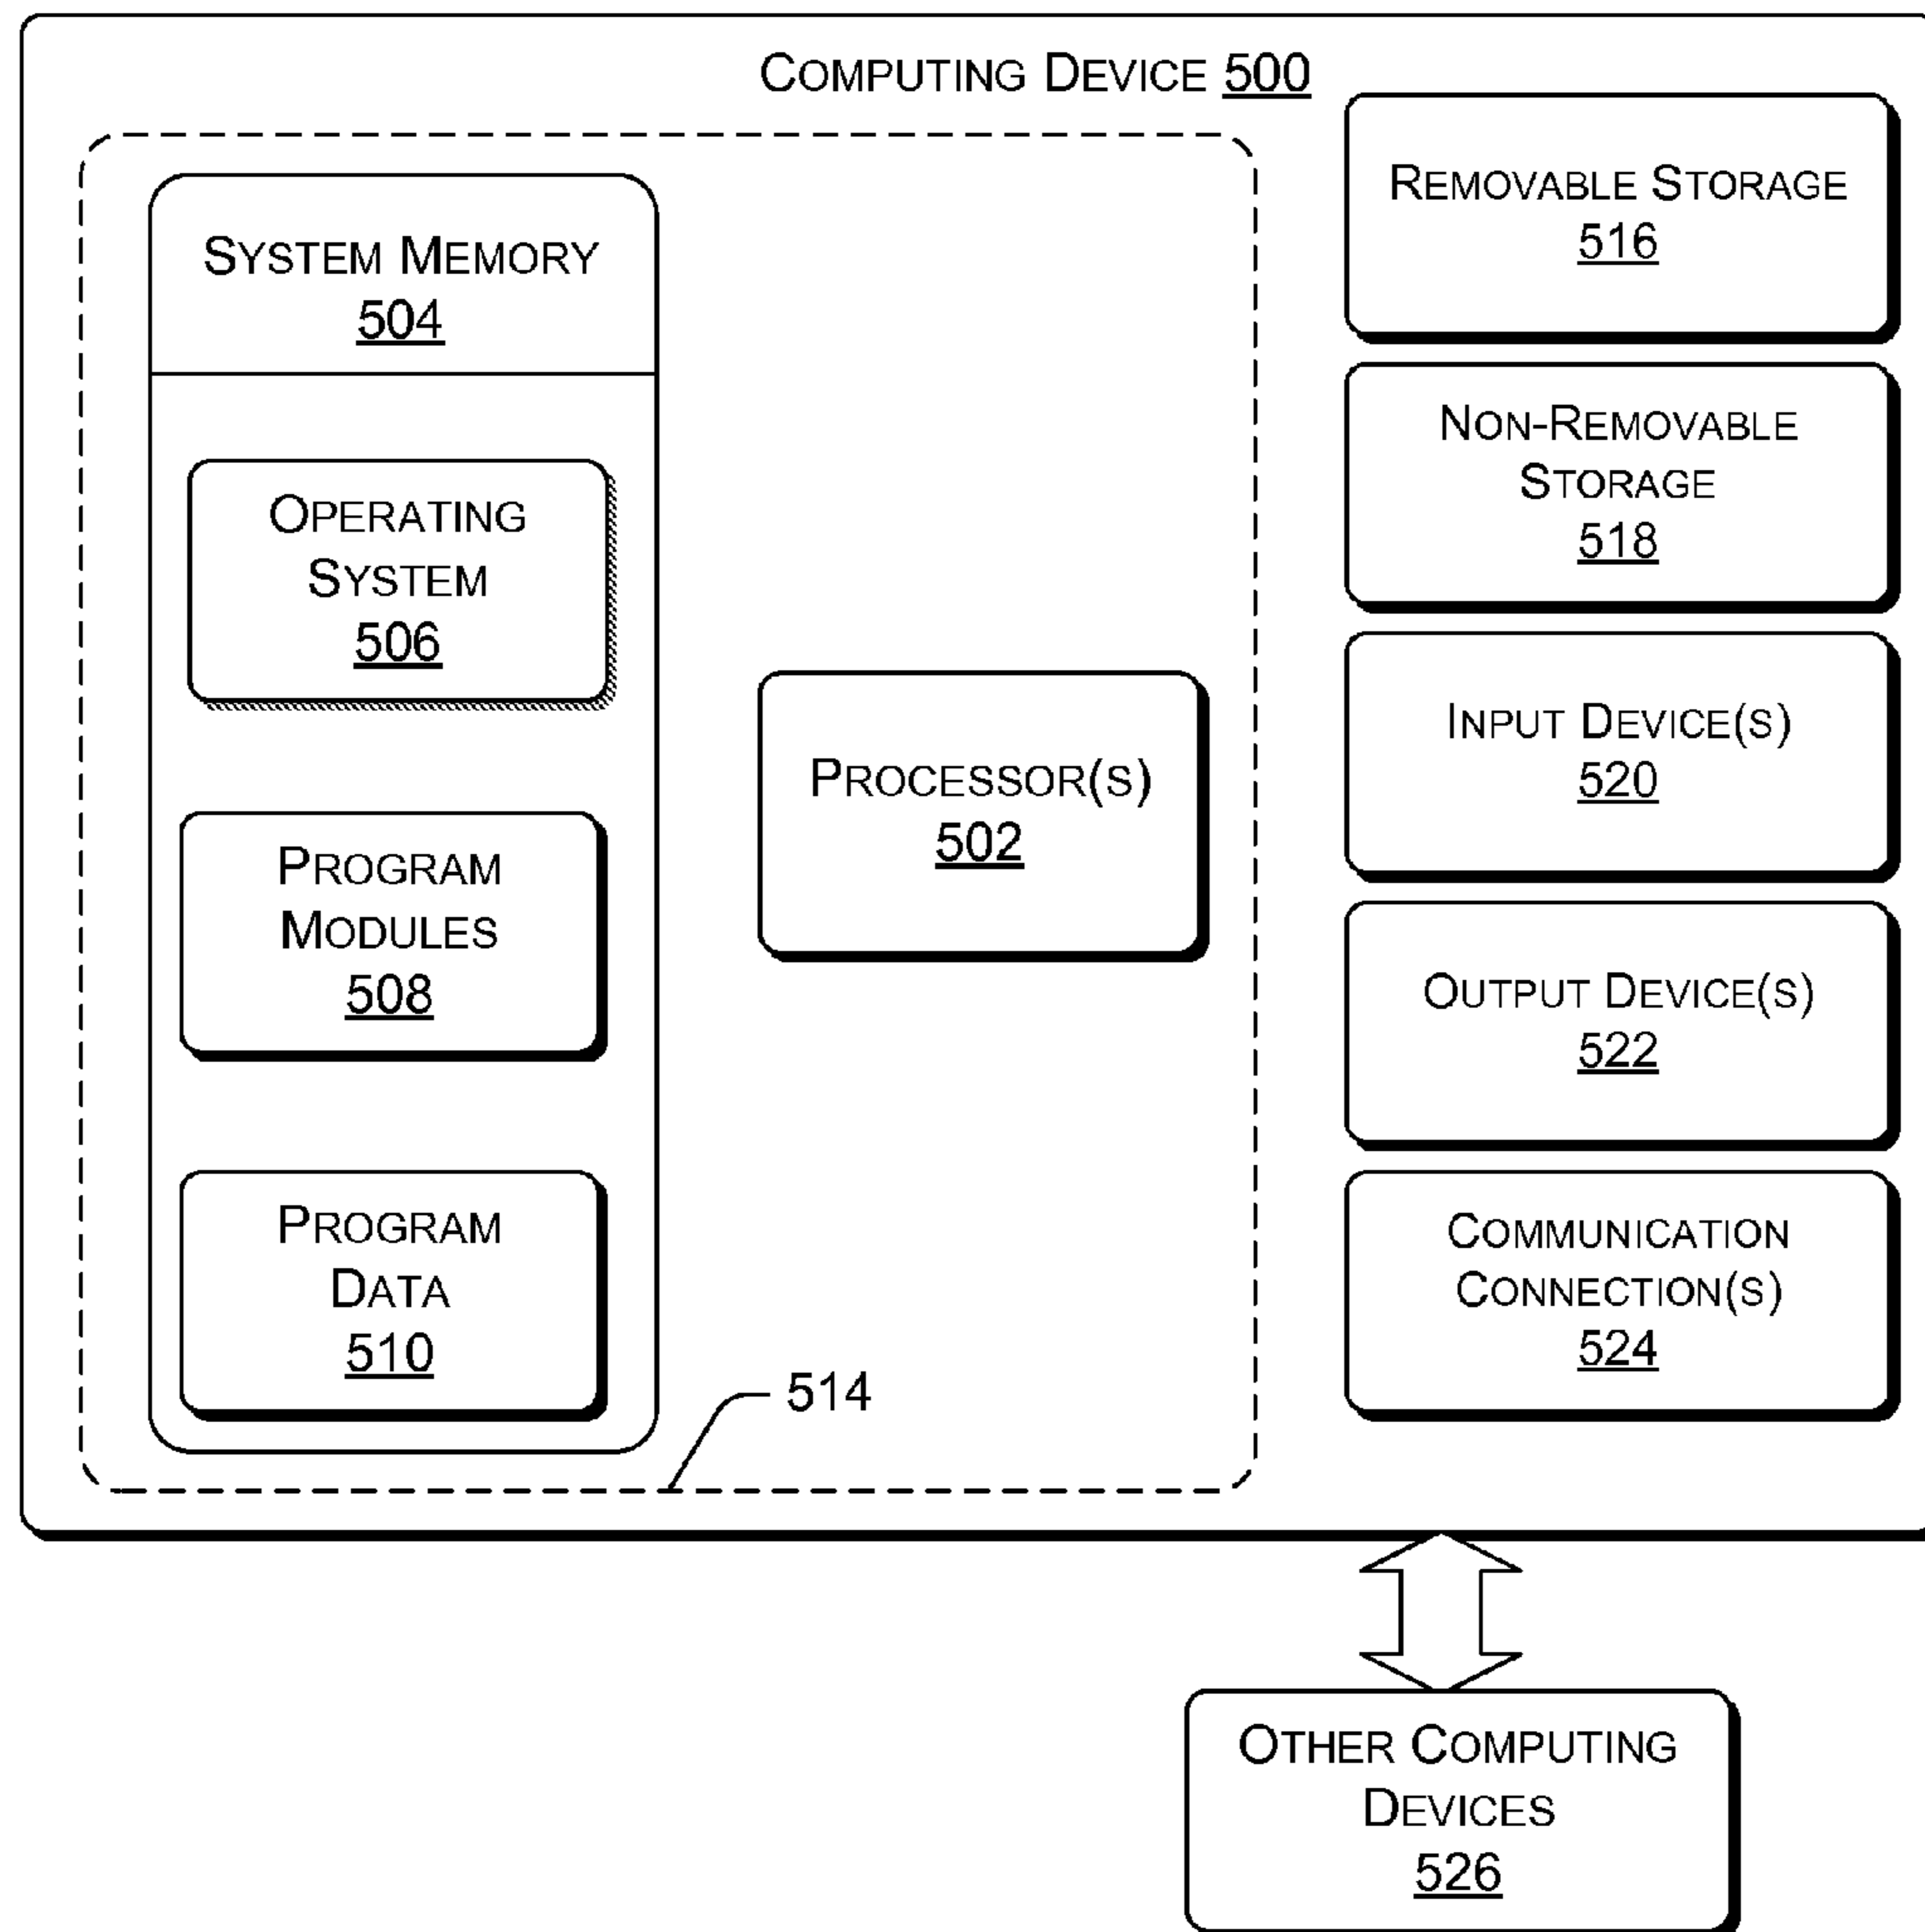 COMPUTING DEVICE 500
SYSTEM MEMORY
504
OPERATING
SYSTEM
506
PROGRAM
MODULES
508
PROGRAM
DATA
510
PROCESSOR(S)
502
514
REMOVABLE STORAGE
516
NON-REMOVABLE
STORAGE
518
INPUT DEVICE(S)
520
OUTPUT DEVICE(S)
522
COMMUNICATION
CONNECTION(S)
524
OTHER COMPUTING
DEVICES
526